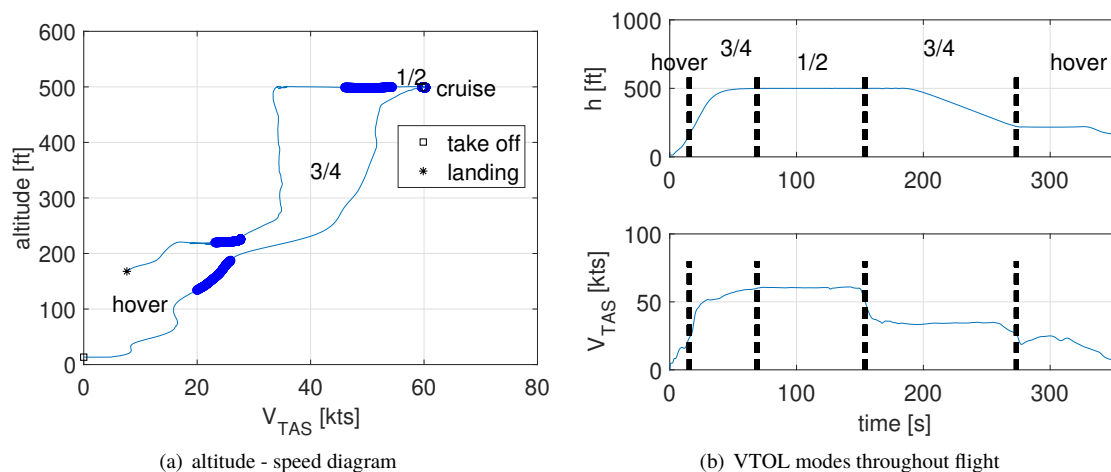 600
500
400
300
200
100
0
altitude [ft]
1/2
cruise
3/4
hover
take off
landing
0 20 40 60 80
V_TAS [kts]
(a) altitude - speed diagram
1000
500
0
h [ft]
hover
3/4
1/2
3/4
hover
0 100 200 300
100
50
0
V_TAS [kts]
0 100 200 300
time [s]
(b) VTOL modes throughout flight